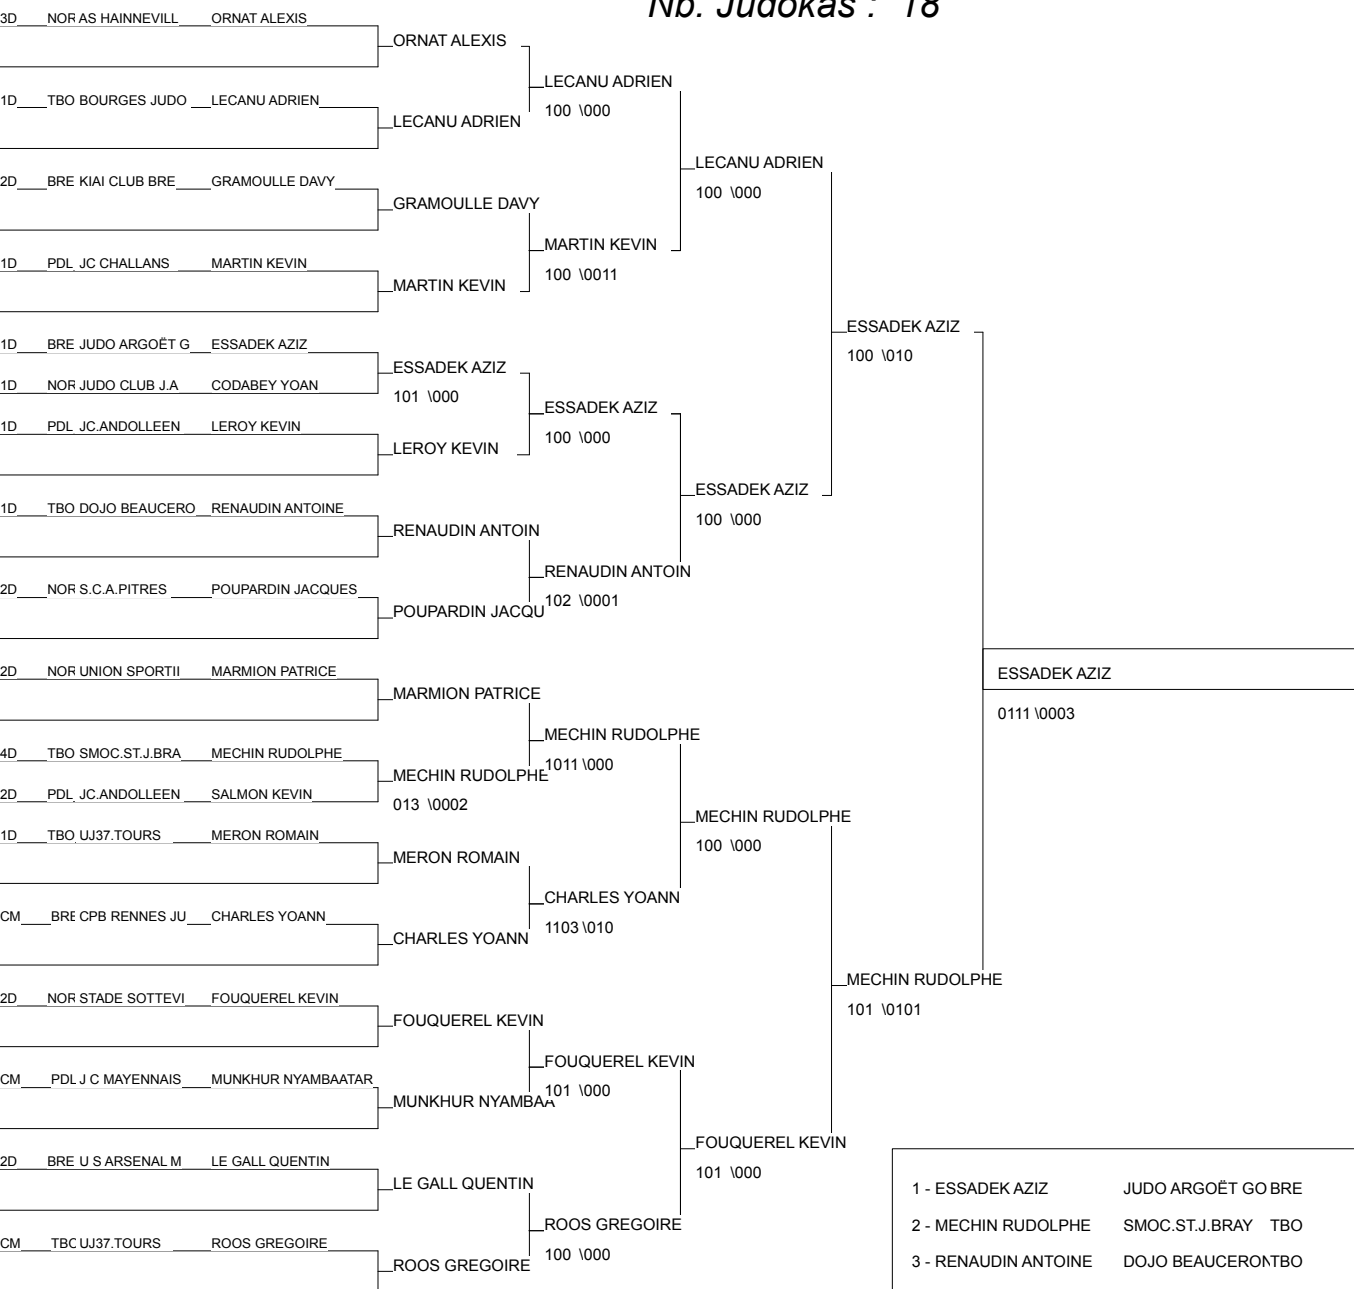 Nb. Judokas : 18
3D NOR AS HAINNEVILL ORNAT ALEXIS
ORNAT ALEXIS
LECANU ADRIEN
100 \000
1D TBO BOURGES JUDO LECANU ADRIEN
LECANU ADRIEN
LECANU ADRIEN
100 \000
2D BRE KIAI CLUB BRE GRAMOULLE DAVY
GRAMOULLE DAVY
MARTIN KEVIN
100 \0011
1D PDL JC CHALLANS MARTIN KEVIN
MARTIN KEVIN
ESSADEK AZIZ
100 \010
1D BRE JUDO ARGOËT G ESSADEK AZIZ
ESSADEK AZIZ
101 \000
1D NOR JUDO CLUB J.A CODABEY YOAN
ESSADEK AZIZ
100 \000
1D PDL JC.ANDOLLEEN LEROY KEVIN
LEROY KEVIN
ESSADEK AZIZ
100 \000
1D TBO DOJO BEAUCERO RENAUDIN ANTOINE
RENAUDIN ANTOIN
RENAUDIN ANTOIN
102 \0001
2D NOR S.C.A.PITRES POUPARDIN JACQUES
POUPARDIN JACQU
ESSADEK AZIZ
0111 \0003
2D NOR UNION SPORTII MARMION PATRICE
MARMION PATRICE
MECHIN RUDOLPHE
1011 \000
4D TBO SMOC.ST.J.BRA MECHIN RUDOLPHE
MECHIN RUDOLPHE
013 \0002
2D PDL JC.ANDOLLEEN SALMON KEVIN
MECHIN RUDOLPHE
100 \000
1D TBO UJ37.TOURS MERON ROMAIN
MERON ROMAIN
CHARLES YOANN
1103 \010
CM BRE CPB RENNES JU CHARLES YOANN
CHARLES YOANN
MECHIN RUDOLPHE
101 \0101
2D NOR STADE SOTTEVI FOUQUEREL KEVIN
FOUQUEREL KEVIN
FOUQUEREL KEVIN
101 \000
CM PDL J C MAYENNAIS MUNKHUR NYAMBAATAR
MUNKHUR NYAMBAA
FOUQUEREL KEVIN
101 \000
2D BRE U S ARSENAL M LE GALL QUENTIN
LE GALL QUENTIN
ROOS GREGOIRE
100 \000
CM TBO UJ37.TOURS ROOS GREGOIRE
ROOS GREGOIRE
1 - ESSADEK AZIZ JUDO ARGOËT GO BRE
2 - MECHIN RUDOLPHE SMOC.ST.J.BRAY TBO
3 - RENAUDIN ANTOINE DOJO BEAUCERON TBO